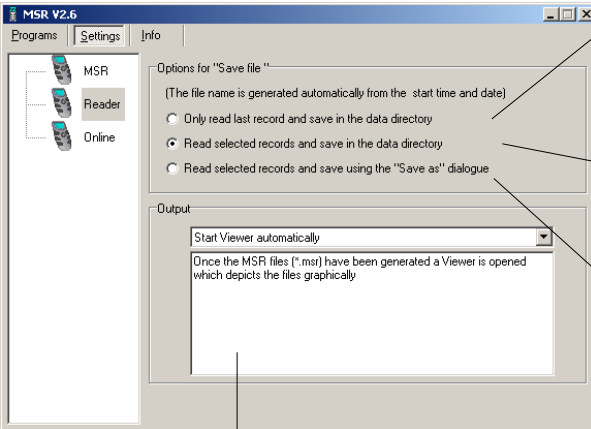 MSR V2.6
Programs Settings Info
MSR
Reader
Online
Options for "Save file "
(The file name is generated automatically from the start time and date)
Only read last record and save in the data directory
Read selected records and save in the data directory
Read selected records and save using the "Save as" dialogue
Output
Start Viewer automatically
Once the MSR files (*.msr) have been generated a Viewer is opened
which depicts the files graphically